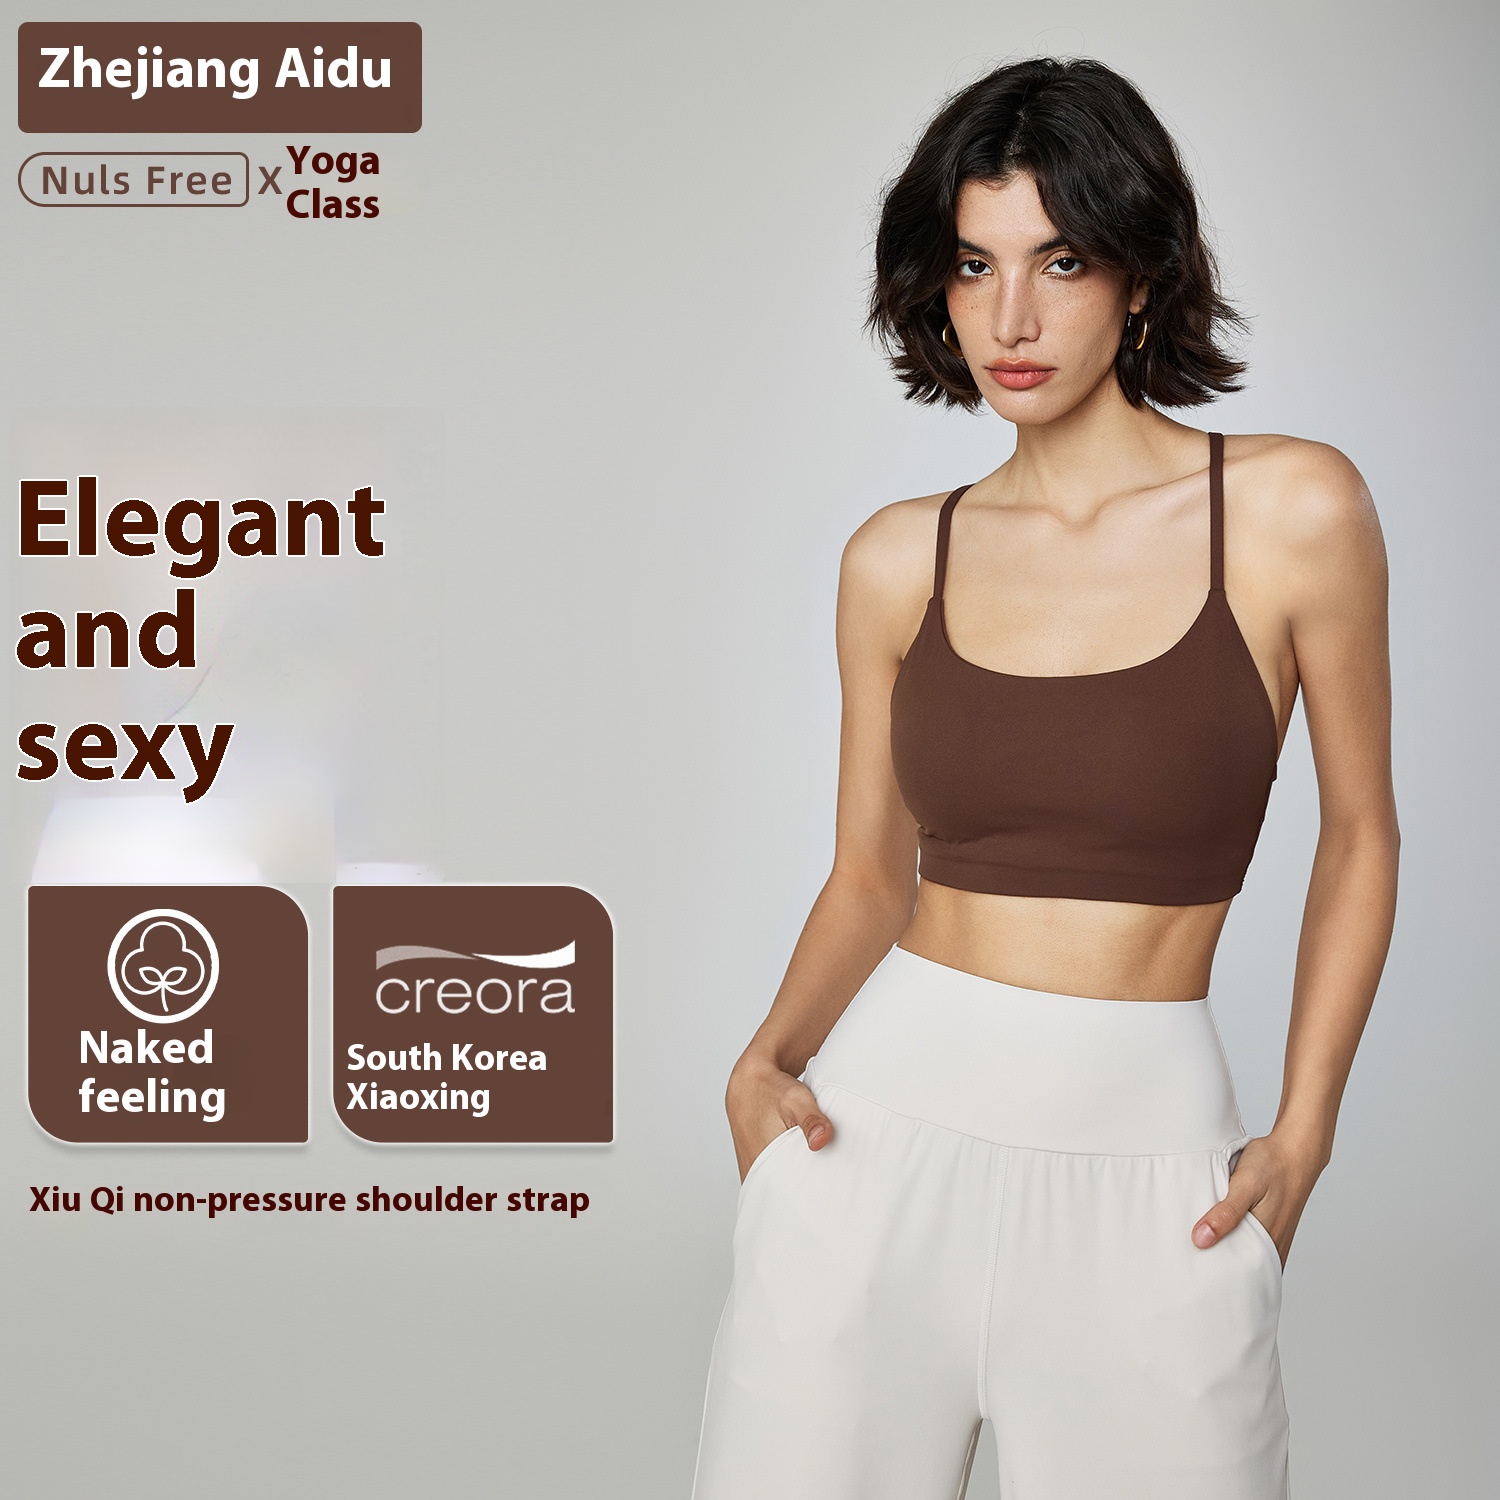 Zhejiang Aidu
Nuls Free X Yoga
Class
Elegant
and
sexy
Naked
feeling
creora
South Korea
Xiaoxing
Xiu Qi non-pressure shoulder strap